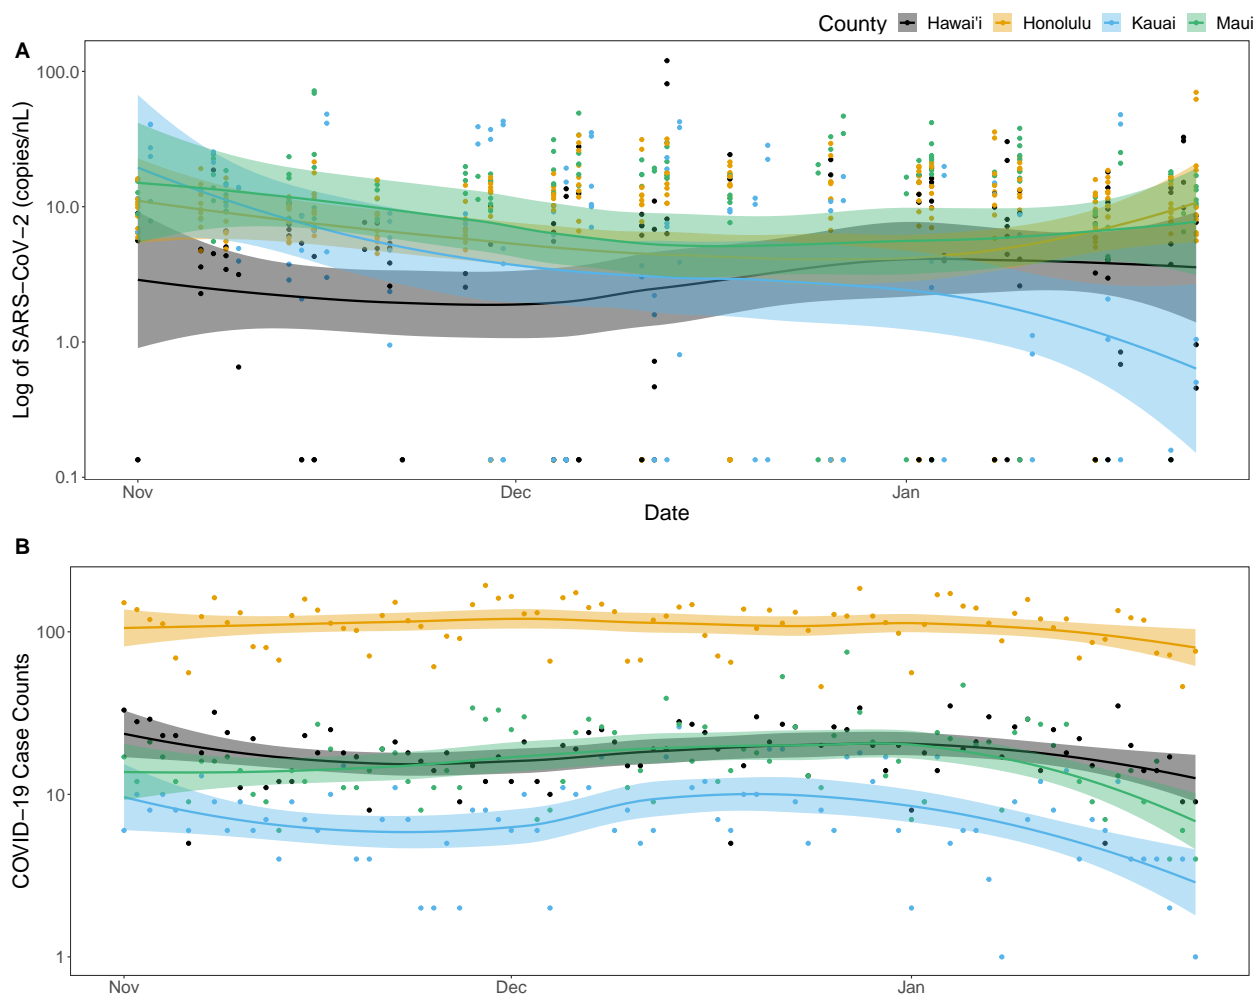 County Hawai'i Honolulu Kauai Maui
A
Log of SARS−CoV−2 (copies/nL)
100.0
10.0
1.0
0.1
Nov Dec Jan
Date
B
COVID−19 Case Counts
100
10
1
Nov Dec Jan